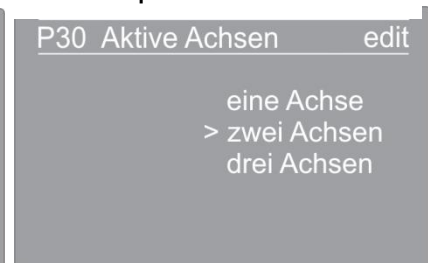 P30 Aktive Achsen edit
eine Achse
> zwei Achsen
drei Achsen